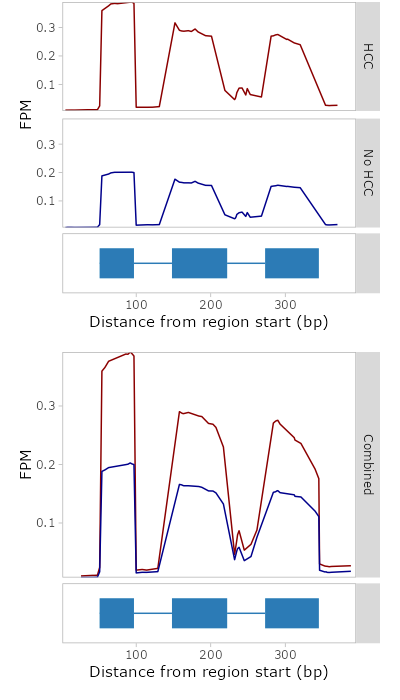 0.3
0.2
0.1
HCC
FPM
0.3
0.2
0.1
No HCC
100 200 300
Distance from region start (bp)
0.3
0.2
0.1
FPM
Combined
100 200 300
Distance from region start (bp)